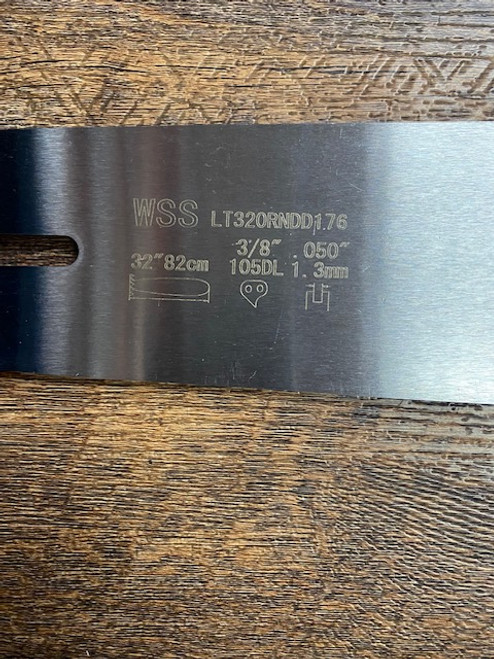 WSS LT320RNDD176
3/8" .050"
32"82cm 105DL 1.3mm